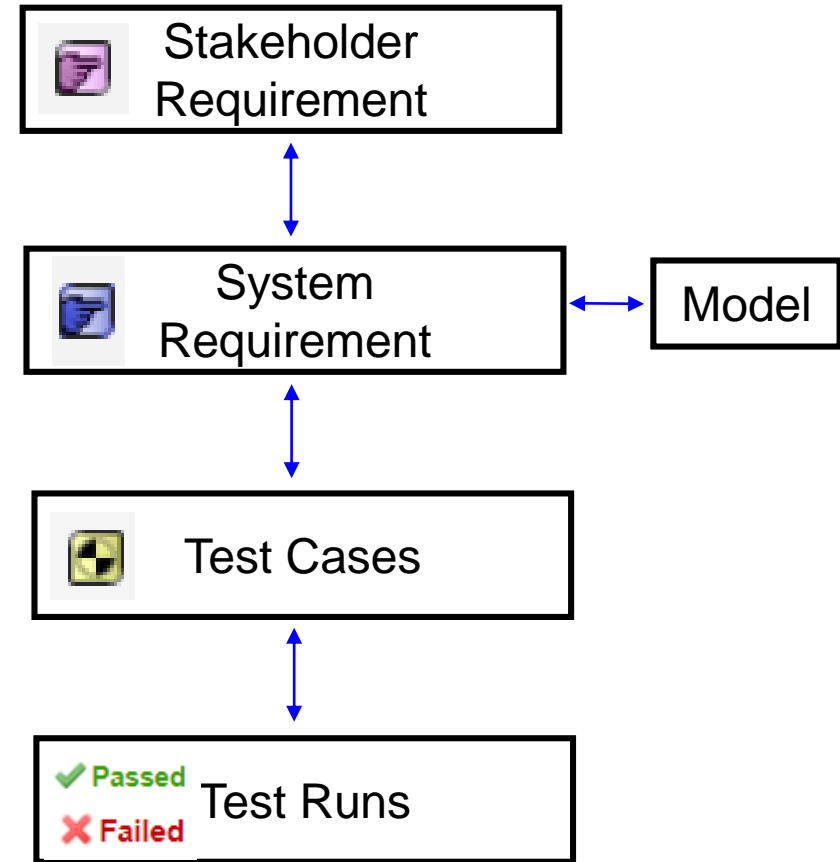 Stakeholder
Requirement
System
Requirement
Model
Test Cases
Passed
Test Runs
Failed